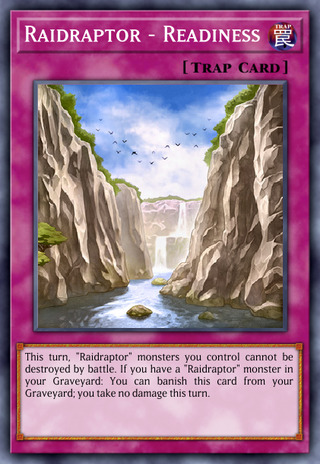 Raidraptor - Readiness
TRAP
罠
[Trap Card]
This turn, "Raidraptor" monsters you control cannot be
destroyed by battle. If you have a "Raidraptor" monster in
your Graveyard: You can banish this card from your
Graveyard; you take no damage this turn.